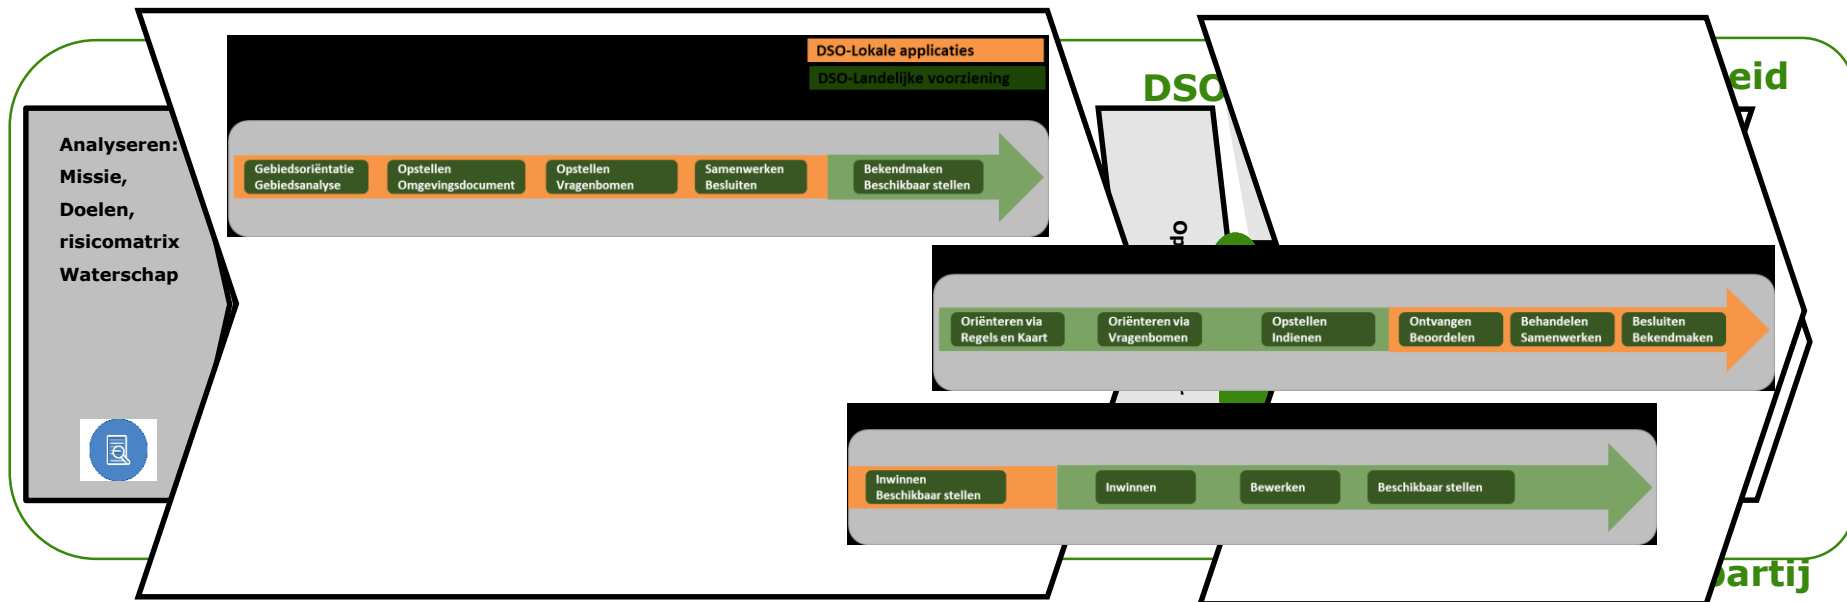 DSO-Lokale applicaties
DSO-Landelijke voorziening
DSO
eid
Analyseren:
Missie,
Doelen,
risicomatrix
Waterschap
Gebiedsoriëntatie
Gebiedsanalyse
Opstellen
Omgevingsdocument
Opstellen
Vragenbomen
Samenwerken
Besluiten
Bekendmaken
Beschikbaar stellen
Op
Oriënteren via
Regels en Kaart
Oriënteren via
Vragenbomen
Opstellen
Indienen
Ontvangen
Beoordelen
Behandelen
Samenwerken
Besluiten
Bekendmaken
Inwinnen
Beschikbaar stellen
Inwinnen
Bewerken
Beschikbaar stellen
partij